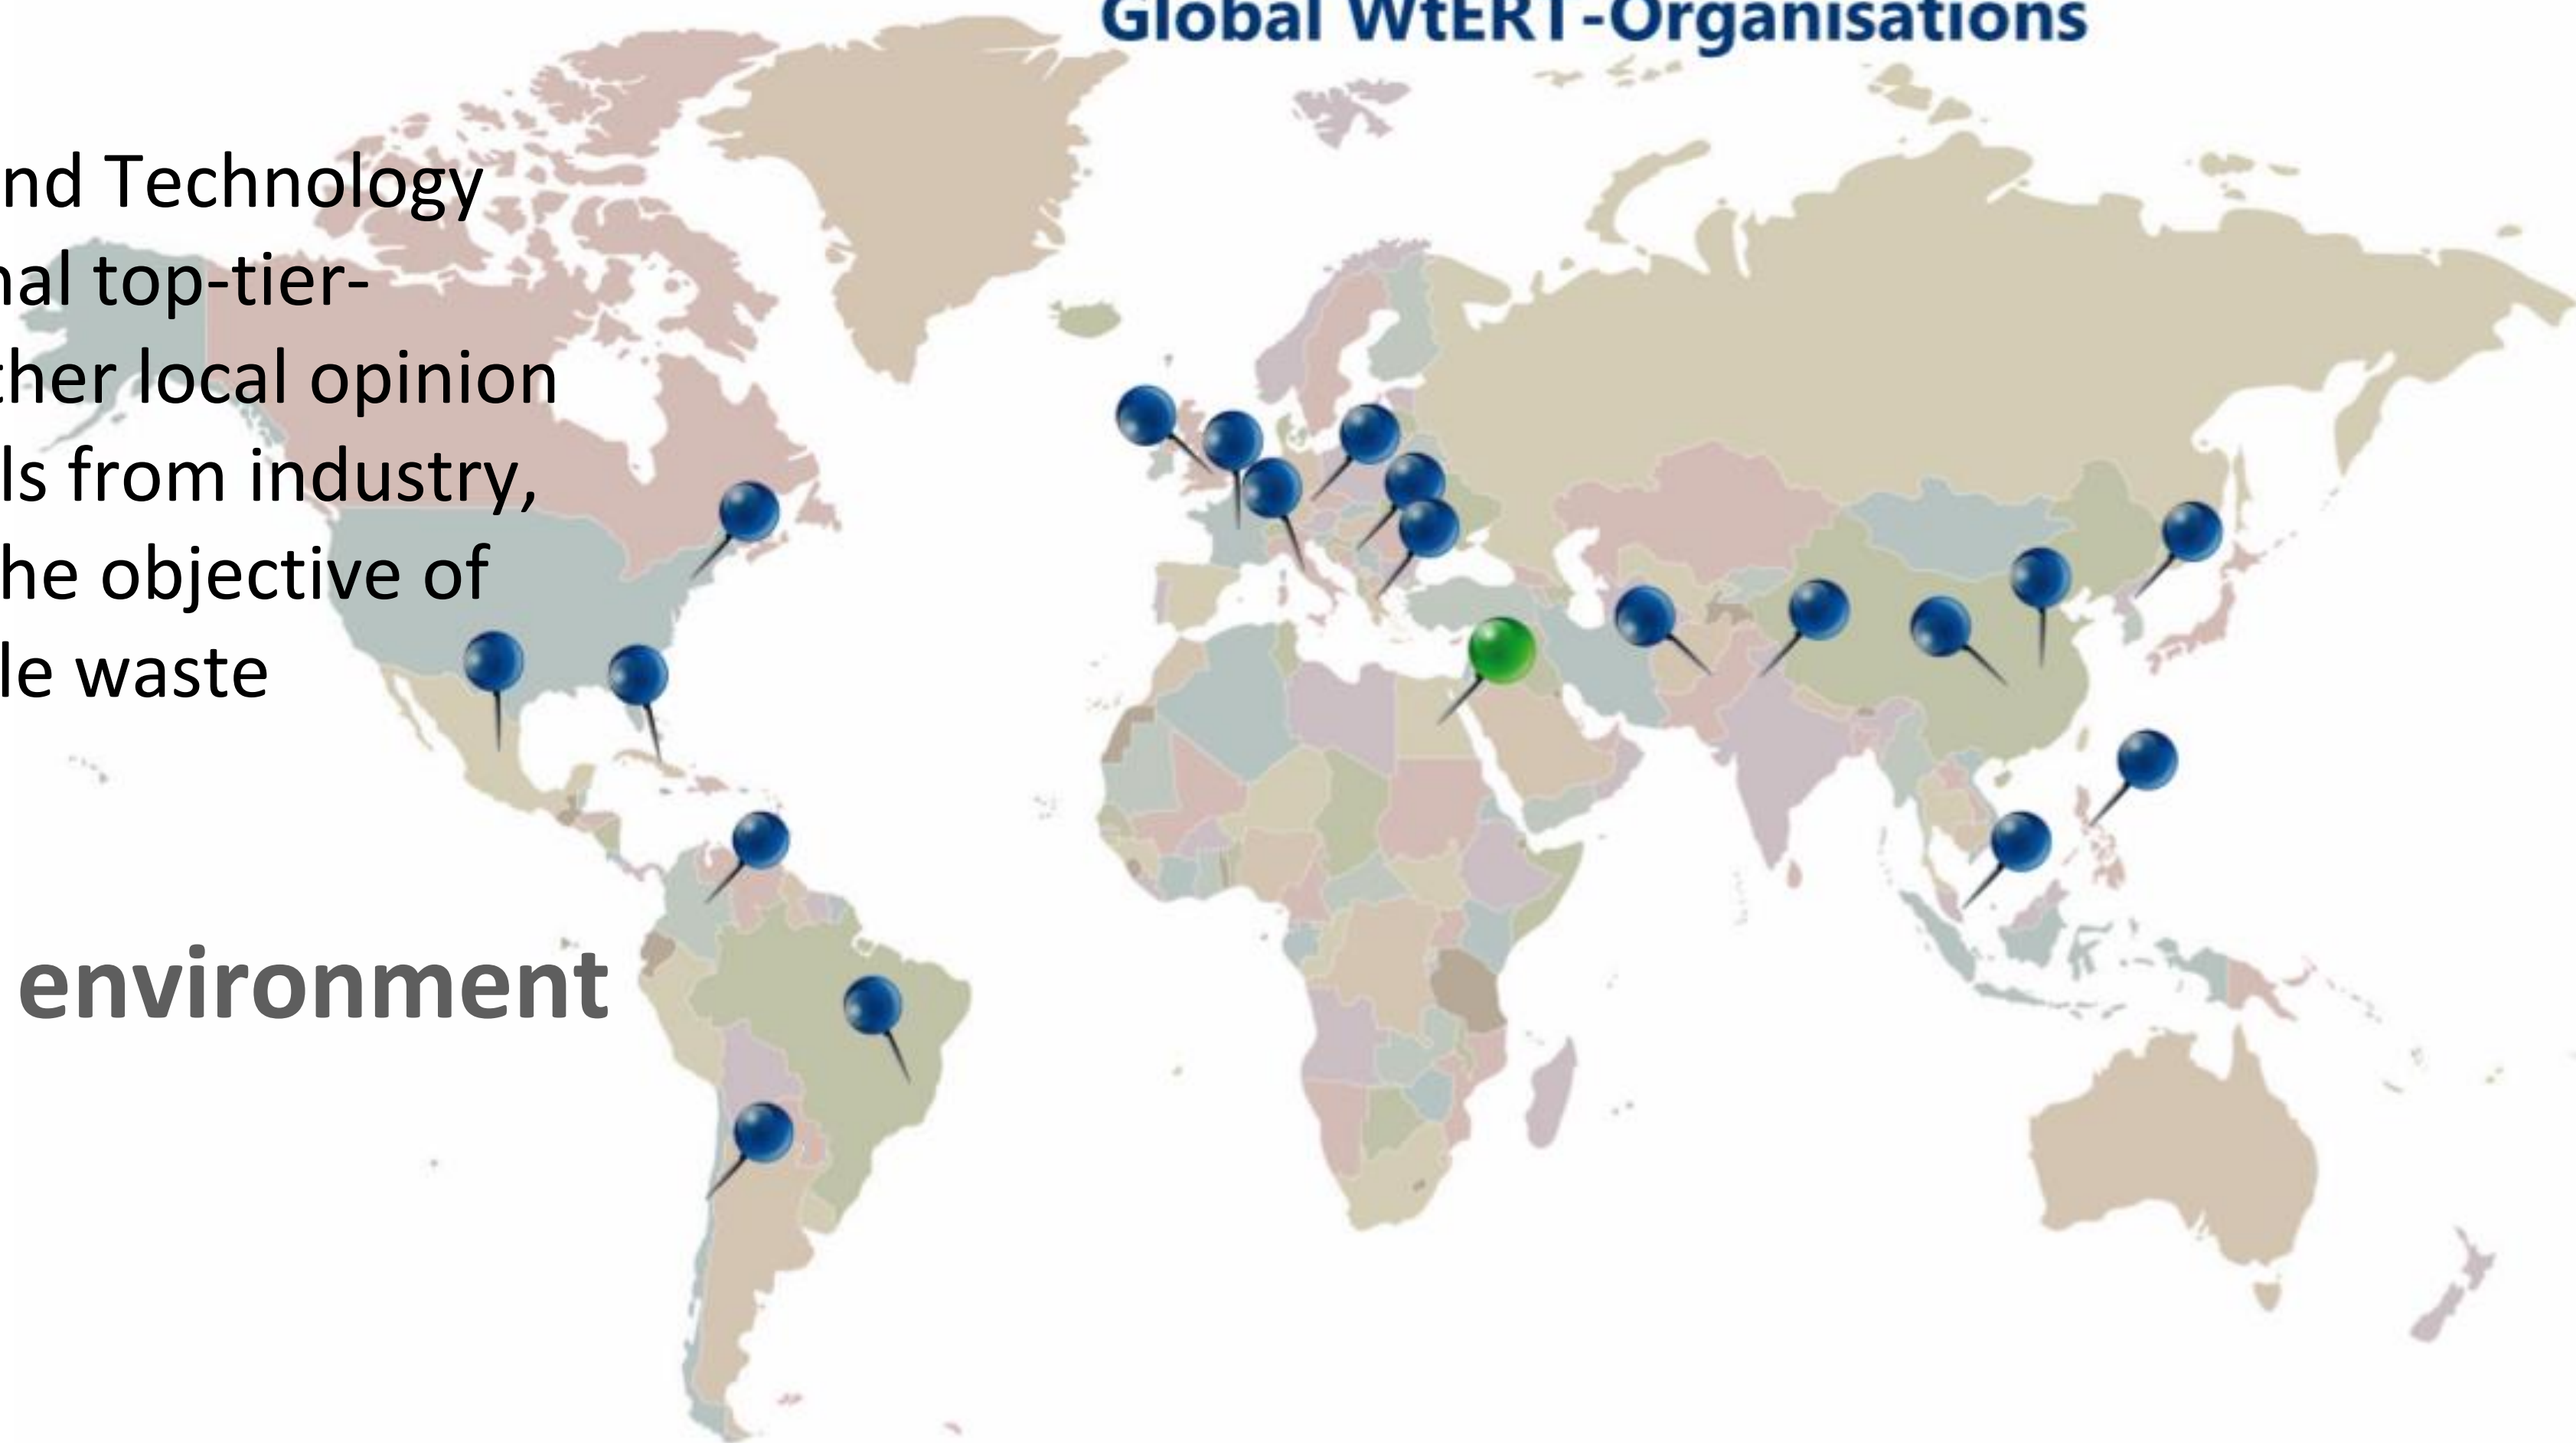 Global WtERT-Organisations
nd Technology
nal top-tier-
ther local opinion
ls from industry,
he objective of
le waste
environment